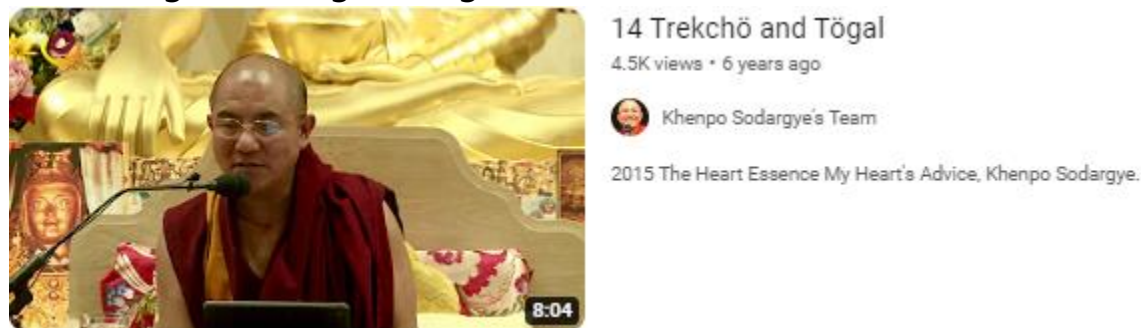 14 Trekchö and Tögal
4.5K views • 6 years ago
Khenpo Sodargye's Team
2015 The Heart Essence My Heart's Advice, Khenpo Sodargye.
8:04